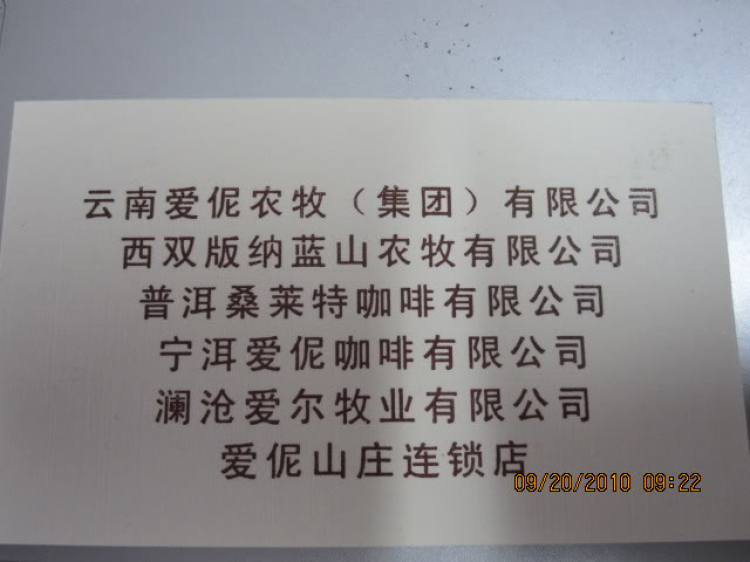 云南爱伲农牧（集团）有限公司
西双版纳蓝山农牧有限公司
普洱桑莱特咖啡有限公司
宁洱爱伲咖啡有限公司
澜沧爱尔牧业有限公司
爱伲山庄连锁店
09/20/2010 09:22